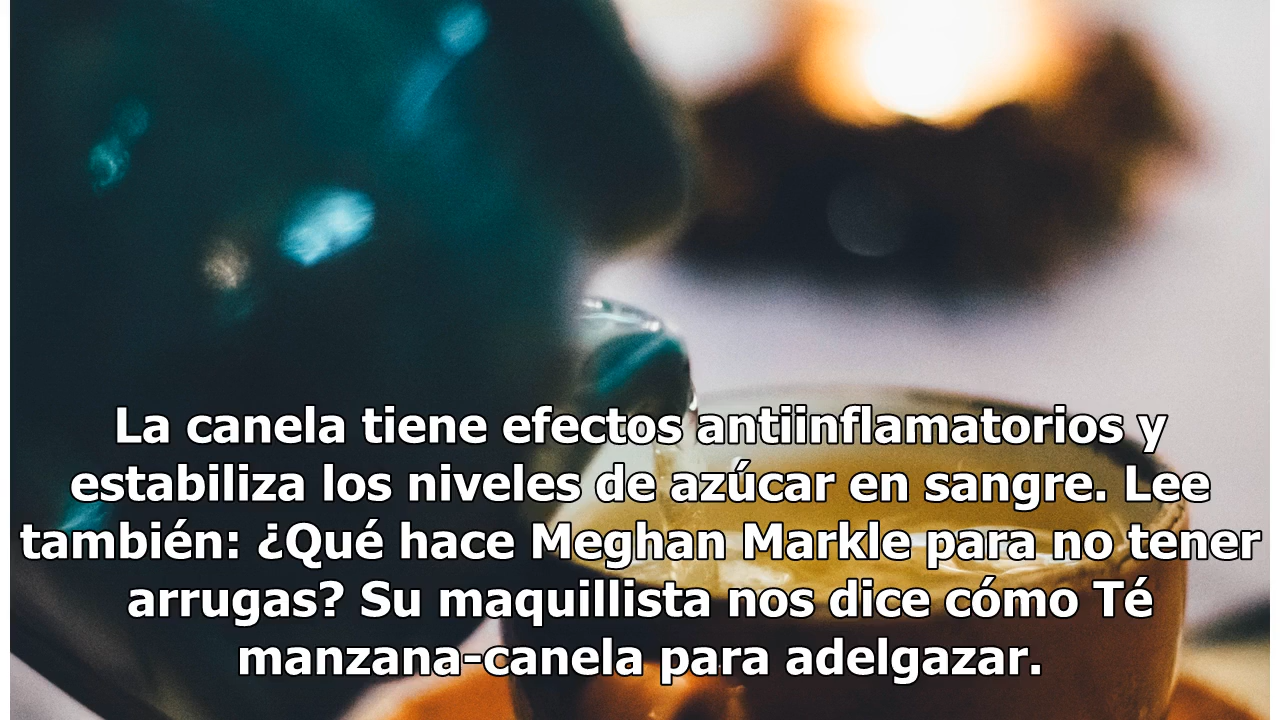 La canela tiene efectos antiinflamatorios y
estabiliza los niveles de azúcar en sangre. Lee
también: ¿Qué hace Meghan Markle para no tener
arrugas? Su maquillista nos dice cómo Té
manzana-canela para adelgazar.